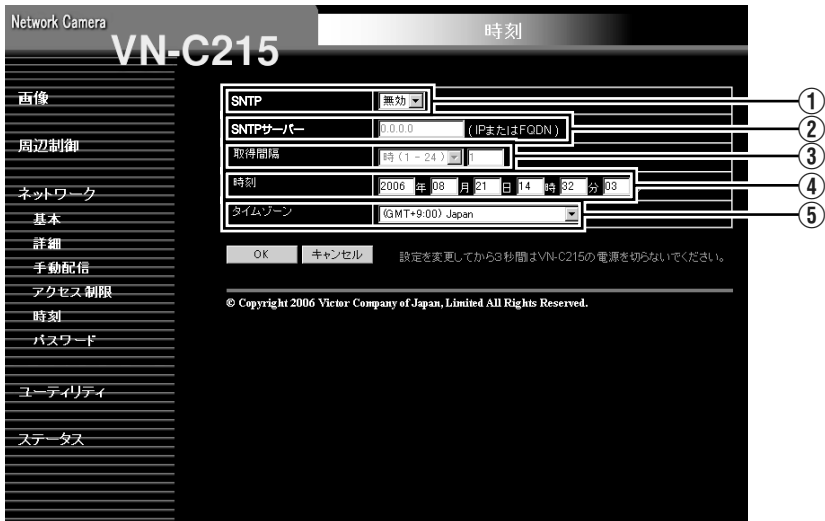 Network Camera
VN-C215
時刻
画像
周辺制御
ネットワーク
基本
詳細
手動配信
アクセス制限
時刻
パスワード
ユーティリティ
ステータス
SNTP 無効 ①
SNTPサーバー 0.0.0.0 (IPまたはFQDN) ②
取得間隔 時(1-24) 1 ③
時刻 2006 年 08 月 21 日 14 時 32 分 03 ④
タイムゾーン (GMT+9:00) Japan ⑤
OK キャンセル 設定を変更してから3秒間はVN-C215の電源を切らないでください。
© Copyright 2006 Victor Company of Japan, Limited All Rights Reserved.